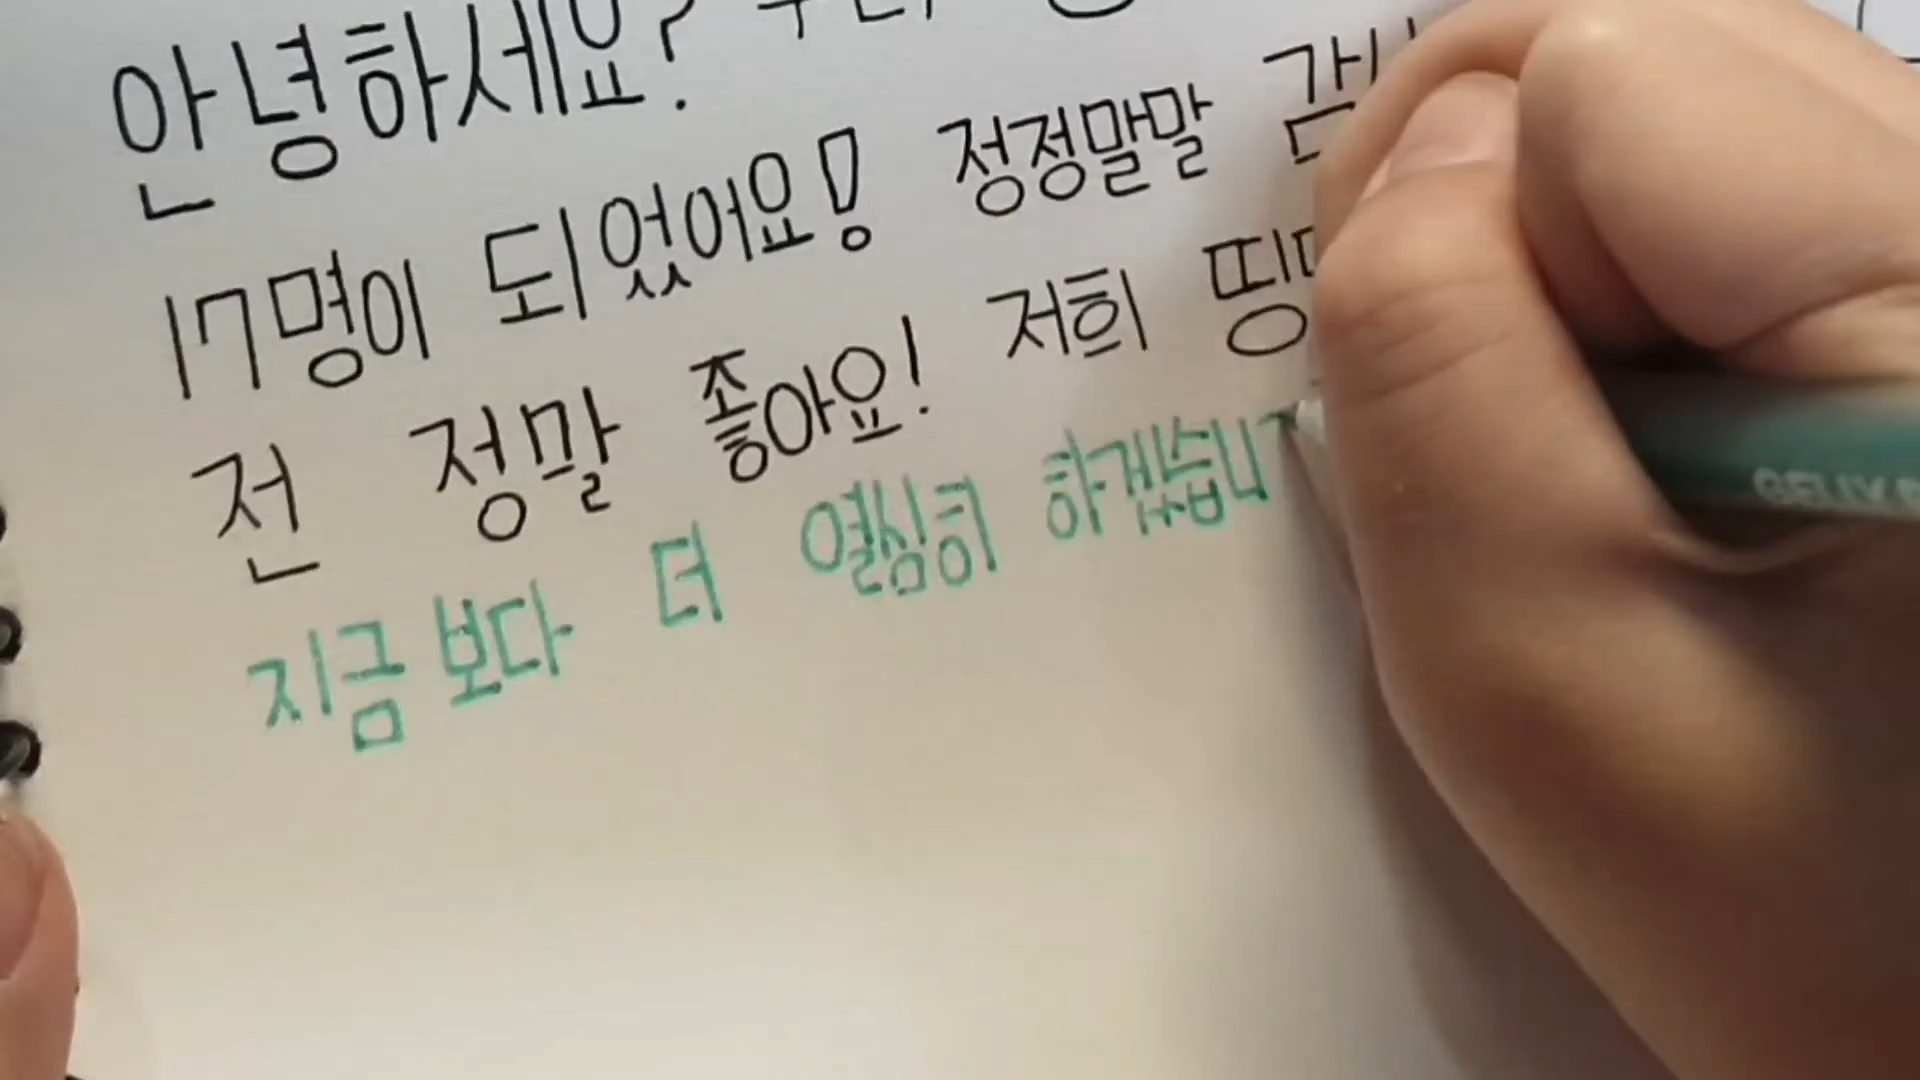 안녕하세요?
17명이 되었어요! 정정말말
전 정말 좋아요! 저희
지금보다 더 열심히 하겠습니